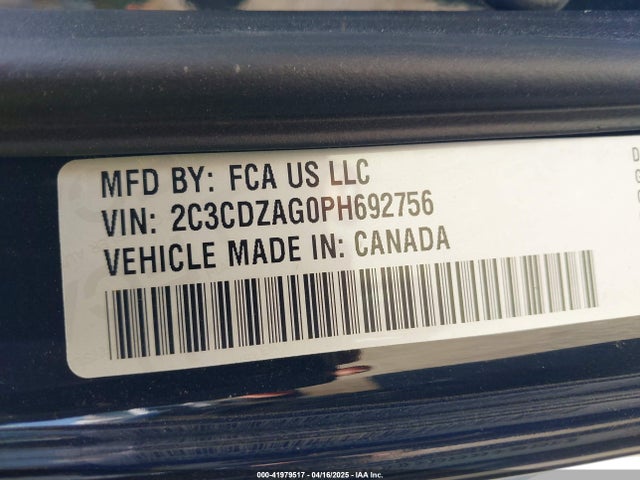 MFD BY: FCA US LLC
VIN: 2C3CDZAG0PH692756
VEHICLE MADE IN: CANADA
D
G
000-41979517 - 04/16/2025 - IAA Inc.